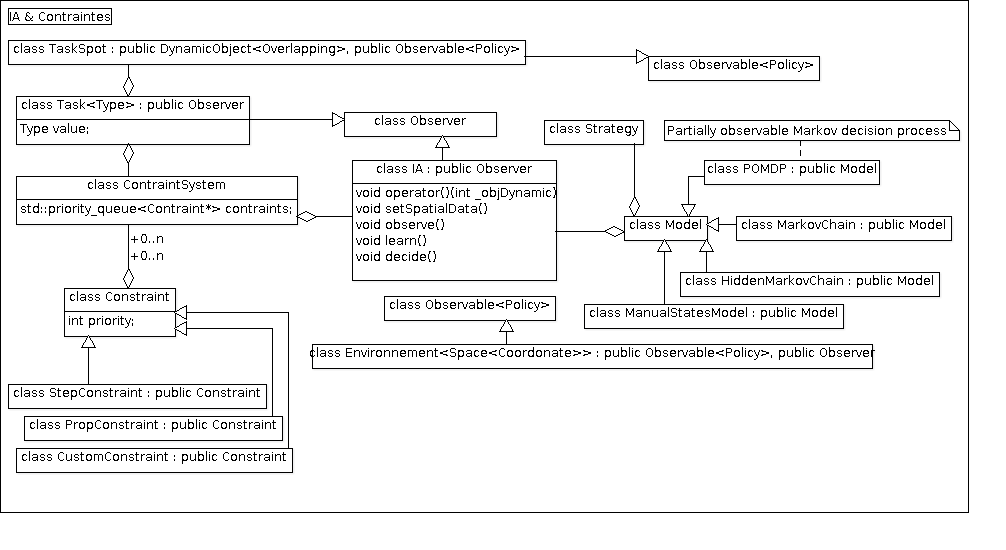 IA & Contraintes
class TaskSpot : public DynamicObject<Overlapping>, public Observable<Policy>
class Observable<Policy>
class Task<Type> : public Observer
Type value;
class Observer
class Strategy
Partially observable Markov decision process
class IA : public Observer
void operator()(int _objDynamic)
void setSpatialData()
void observe()
void learn()
void decide()
class POMDP : public Model
class ContraintSystem
std::priority_queue<Contraint*> contraints;
class Model
class MarkovChain : public Model
+0..n
+0..n
class HiddenMarkovChain : public Model
class Constraint
int priority;
class Observable<Policy>
class ManualStatesModel : public Model
class Environnement<Space<Coordonate>> : public Observable<Policy>, public Observer
class StepConstraint : public Constraint
class PropConstraint : public Constraint
class CustomConstraint : public Constraint